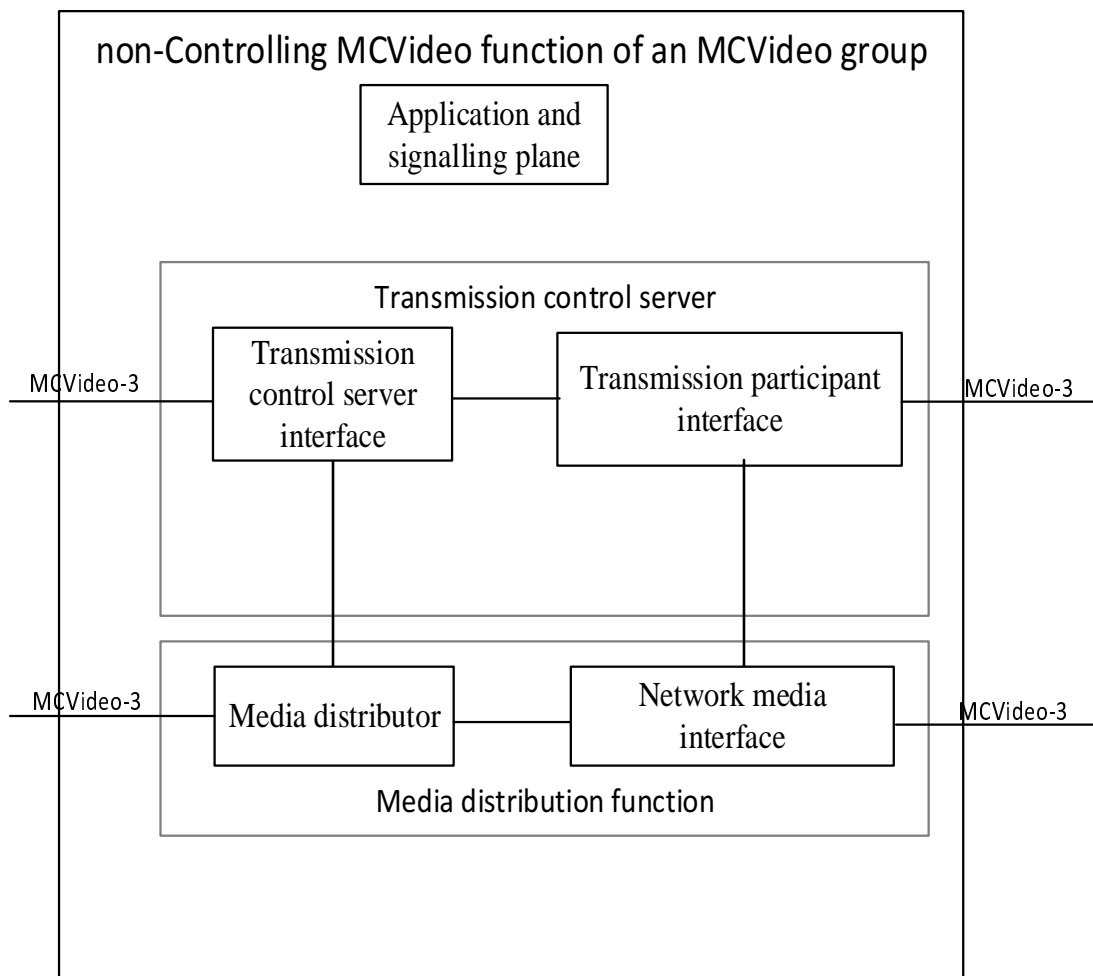 non-Controlling MCVideo function of an MCVideo group
Application and
signalling plane
Transmission control server
Transmission
control server
interface
Transmission participant
interface
MCVideo-3
MCVideo-3
Media distributor
Network media
interface
MCVideo-3
MCVideo-3
Media distribution function